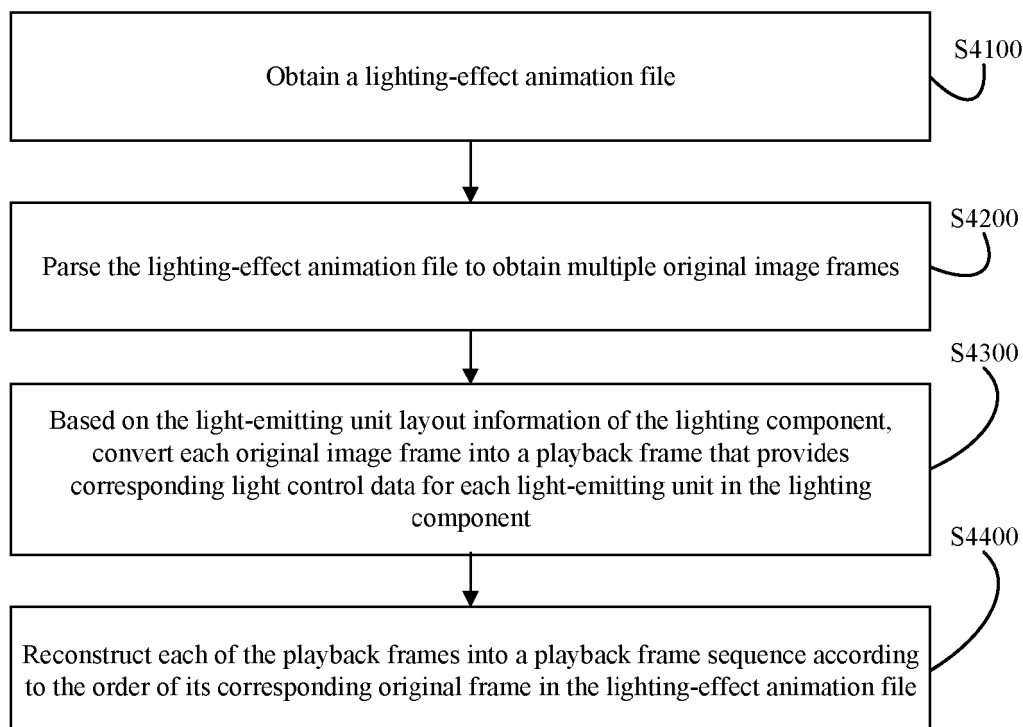 Obtain a lighting-effect animation file
S4100
Parse the lighting-effect animation file to obtain multiple original image frames
S4200
Based on the light-emitting unit layout information of the lighting component,
convert each original image frame into a playback frame that provides
corresponding light control data for each light-emitting unit in the lighting
component
S4300
Reconstruct each of the playback frames into a playback frame sequence according
to the order of its corresponding original frame in the lighting-effect animation file
S4400